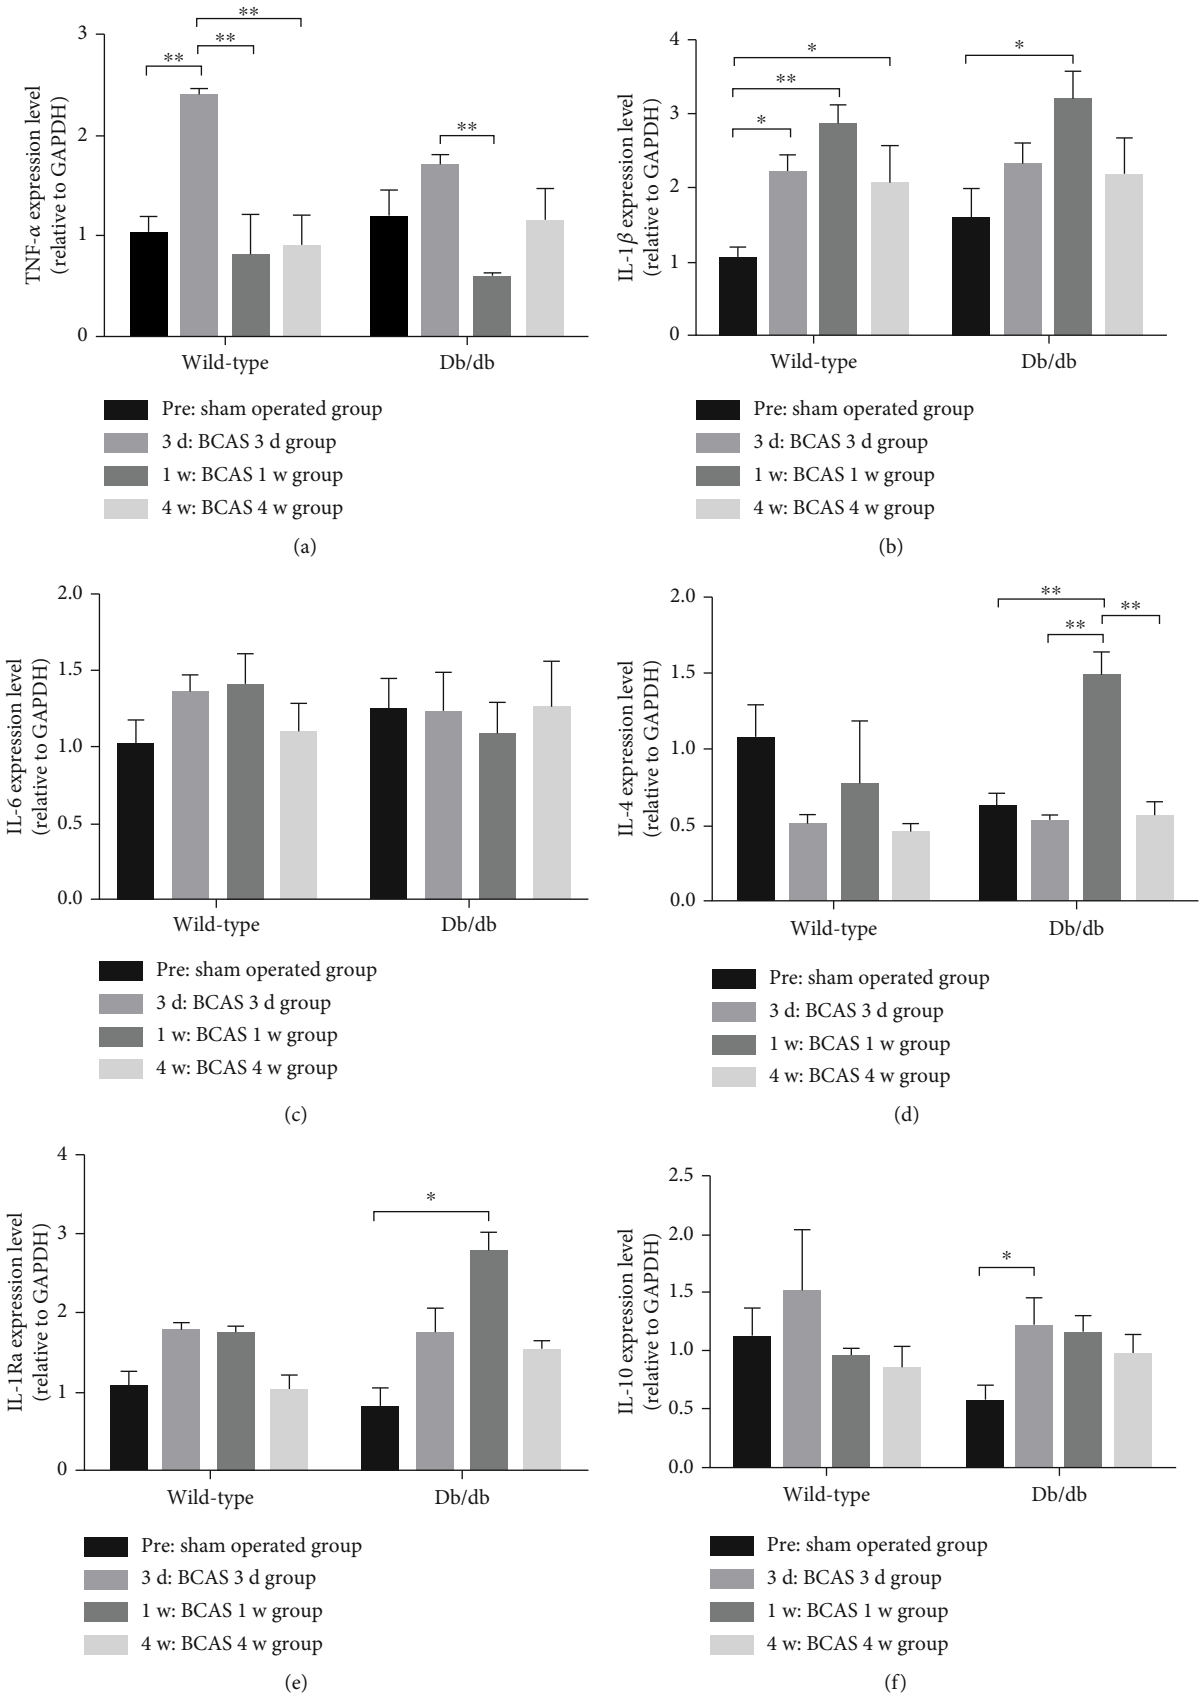 TNF-α expression level
(relative to GAPDH)
3
2
1
0
**
**
**
**
Wild-type
Db/db
Pre: sham operated group
3 d: BCAS 3 d group
1 w: BCAS 1 w group
4 w: BCAS 4 w group
(a)
IL-1β expression level
(relative to GAPDH)
4
3
2
1
0
*
**
*
*
Wild-type
Db/db
Pre: sham operated group
3 d: BCAS 3 d group
1 w: BCAS 1 w group
4 w: BCAS 4 w group
(b)
IL-6 expression level
(relative to GAPDH)
2.0
1.5
1.0
0.5
0.0
Wild-type
Db/db
Pre: sham operated group
3 d: BCAS 3 d group
1 w: BCAS 1 w group
4 w: BCAS 4 w group
(c)
IL-4 expression level
(relative to GAPDH)
2.0
1.5
1.0
0.5
0.0
**
**
**
Wild-type
Db/db
Pre: sham operated group
3 d: BCAS 3 d group
1 w: BCAS 1 w group
4 w: BCAS 4 w group
(d)
IL-1Ra expression level
(relative to GAPDH)
4
3
2
1
0
*
Wild-type
Db/db
Pre: sham operated group
3 d: BCAS 3 d group
1 w: BCAS 1 w group
4 w: BCAS 4 w group
(e)
IL-10 expression level
(relative to GAPDH)
2.5
2.0
1.5
1.0
0.5
0.0
*
Wild-type
Db/db
Pre: sham operated group
3 d: BCAS 3 d group
1 w: BCAS 1 w group
4 w: BCAS 4 w group
(f)